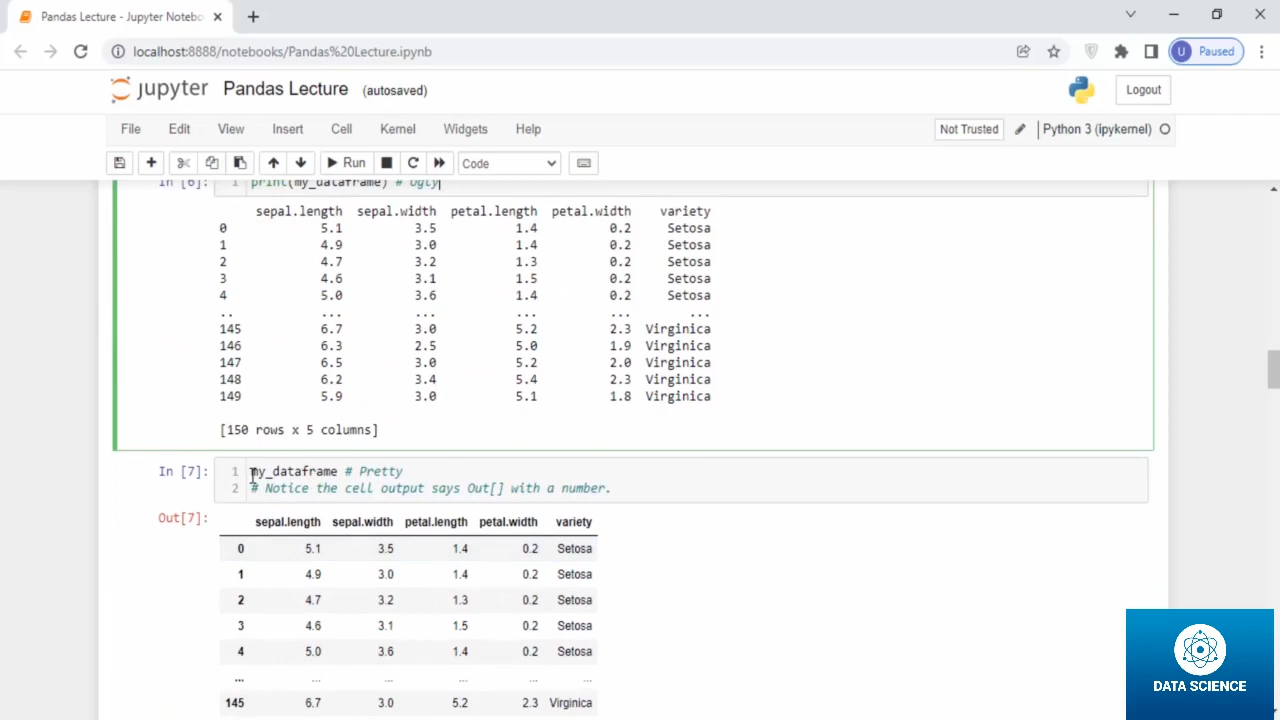 Pandas Lecture - Jupyter Notebo
localhost:8888/notebooks/Pandas%20Lecture.ipynb
U Paused
jupyter Pandas Lecture (autosaved)
Logout
File Edit View Insert Cell Kernel Widgets Help
Not Trusted Python 3 (ipykernel)
Run Code
In [6]: 1 print(my_dataframe) # Ugly
sepal.length sepal.width petal.length petal.width variety
0 5.1 3.5 1.4 0.2 Setosa
1 4.9 3.0 1.4 0.2 Setosa
2 4.7 3.2 1.3 0.2 Setosa
3 4.6 3.1 1.5 0.2 Setosa
4 5.0 3.6 1.4 0.2 Setosa
.. ... ... ... ... ...
145 6.7 3.0 5.2 2.3 Virginica
146 6.3 2.5 5.0 1.9 Virginica
147 6.5 3.0 5.2 2.0 Virginica
148 6.2 3.4 5.4 2.3 Virginica
149 5.9 3.0 5.1 1.8 Virginica
[150 rows x 5 columns]
In [7]: 1 my_dataframe # Pretty
2 # Notice the cell output says Out[] with a number.
Out[7]:
sepal.length sepal.width petal.length petal.width variety
0 5.1 3.5 1.4 0.2 Setosa
1 4.9 3.0 1.4 0.2 Setosa
2 4.7 3.2 1.3 0.2 Setosa
3 4.6 3.1 1.5 0.2 Setosa
4 5.0 3.6 1.4 0.2 Setosa
... ... ... ... ... ...
145 6.7 3.0 5.2 2.3 Virginica
DATA SCIENCE